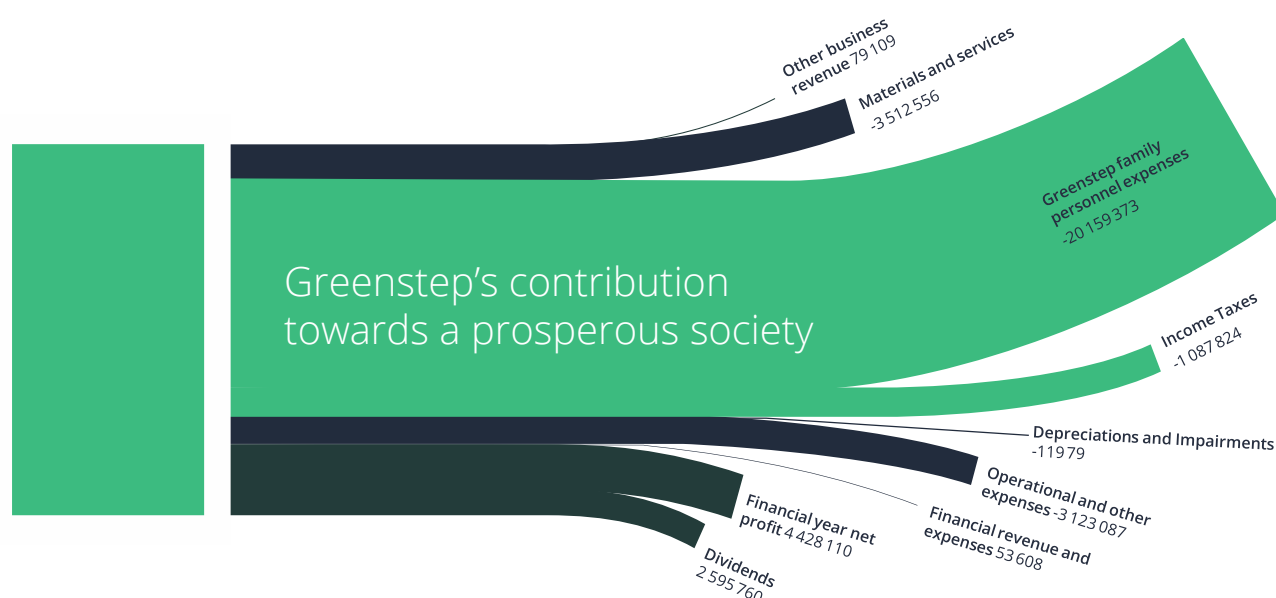 Other business
revenue 79 109
Materials and services
-3 512 556
Greenstep family
personnel expenses
-20 159 373
Greenstep’s contribution
towards a prosperous society
Income Taxes
-1 087 824
Depreciations and Impairments
-119 79
Operational and other
expenses -3 123 087
Financial revenue and
expenses 53 608
Financial year net
profit 4 428 110
Dividends
2 595 760